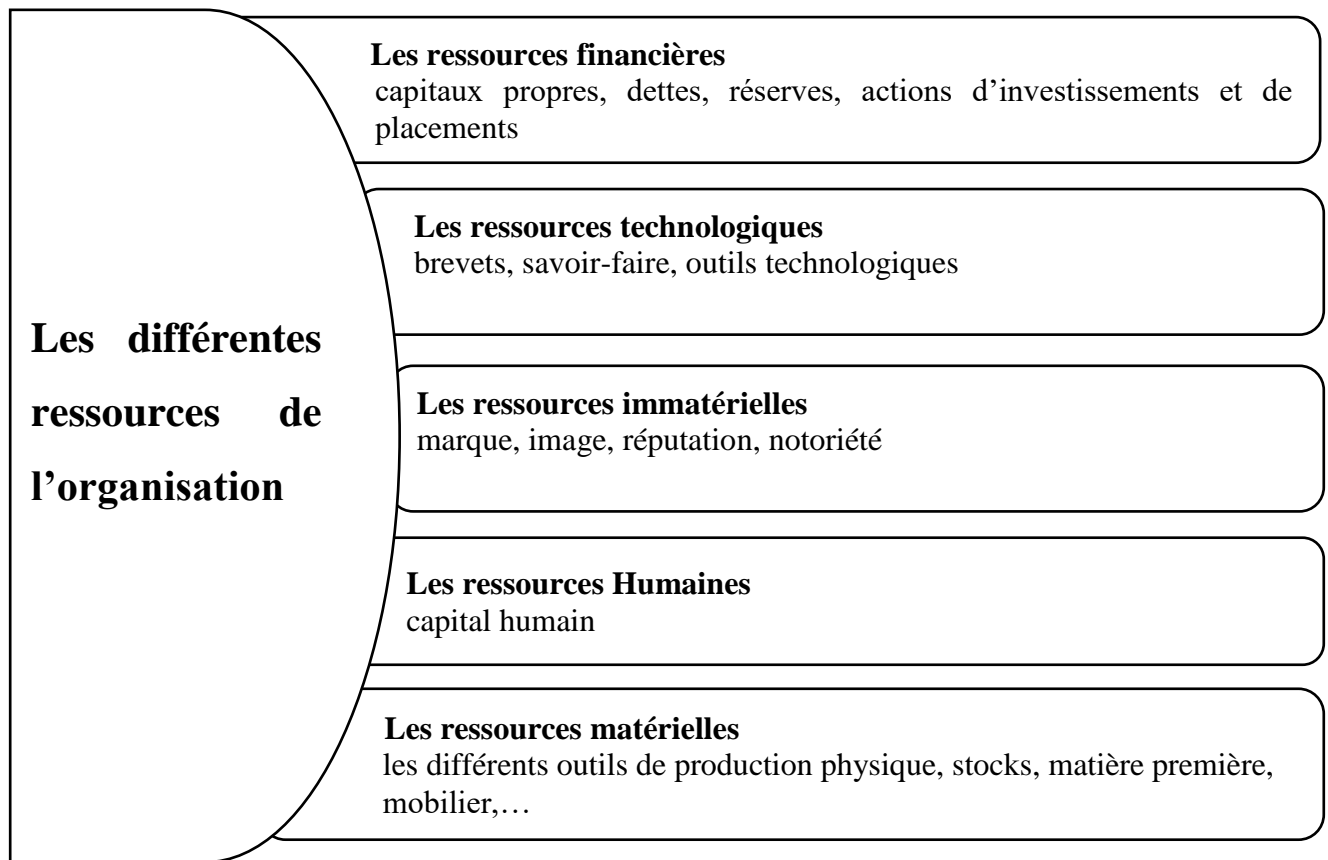 Les différentes
ressources de
l’organisation
Les ressources financières
capitaux propres, dettes, réserves, actions d’investissements et de
placements
Les ressources technologiques
brevets, savoir-faire, outils technologiques
Les ressources immatérielles
marque, image, réputation, notoriété
Les ressources Humaines
capital humain
Les ressources matérielles
les différents outils de production physique, stocks, matière première,
mobilier,…